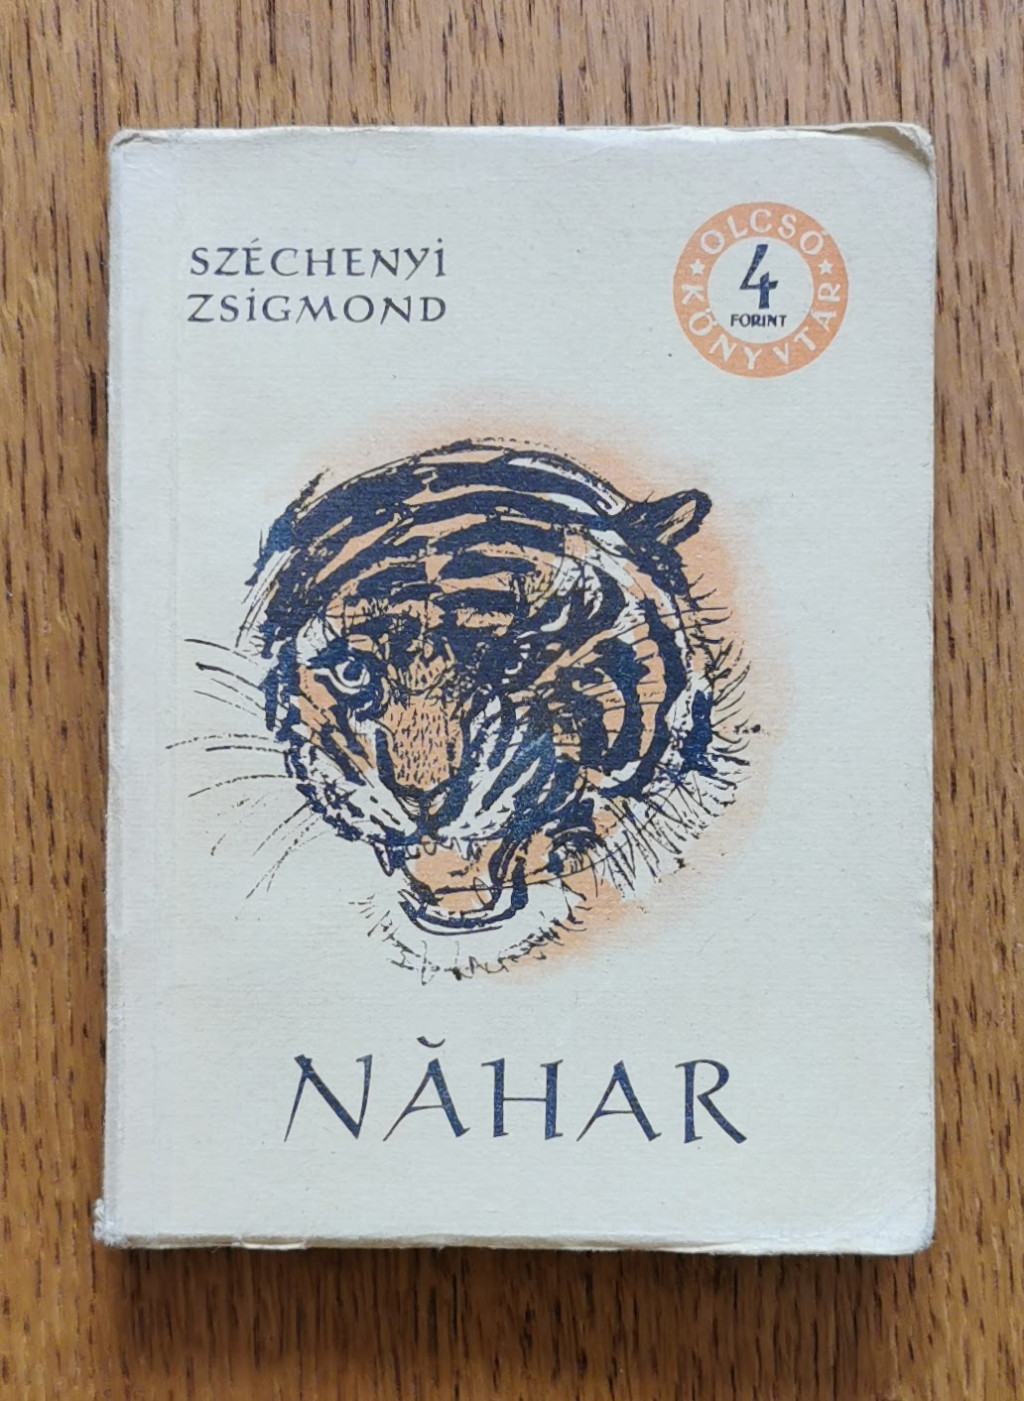 SZÉCHENYI
ZSIGMOND
OLCSÓ
4
FORINT
KÖNYVTÁR
NĂHAR